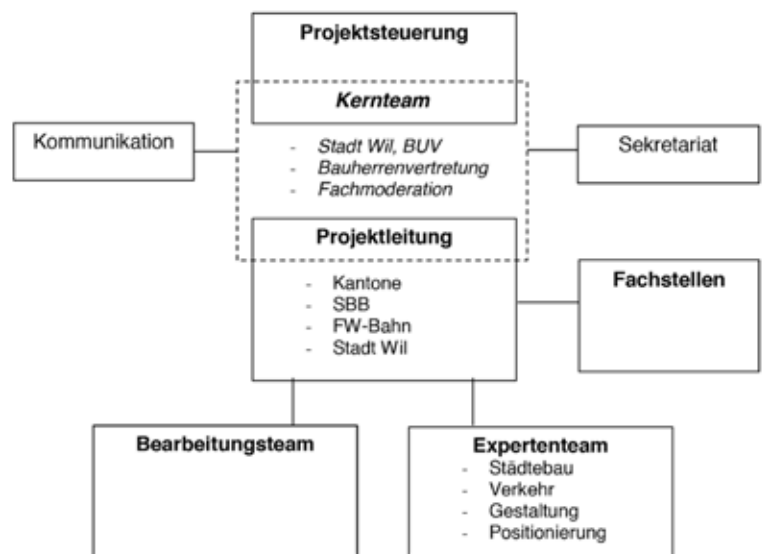 Projektsteuerung
Kernteam
Kommunikation
- Stadt Wil, BUV
- Bauherrenvertretung
- Fachmoderation
Sekretariat
Projektleitung
- Kantone
- SBB
- FW-Bahn
- Stadt Wil
Fachstellen
Bearbeitungsteam
Expertenteam
- Städtebau
- Verkehr
- Gestaltung
- Positionierung